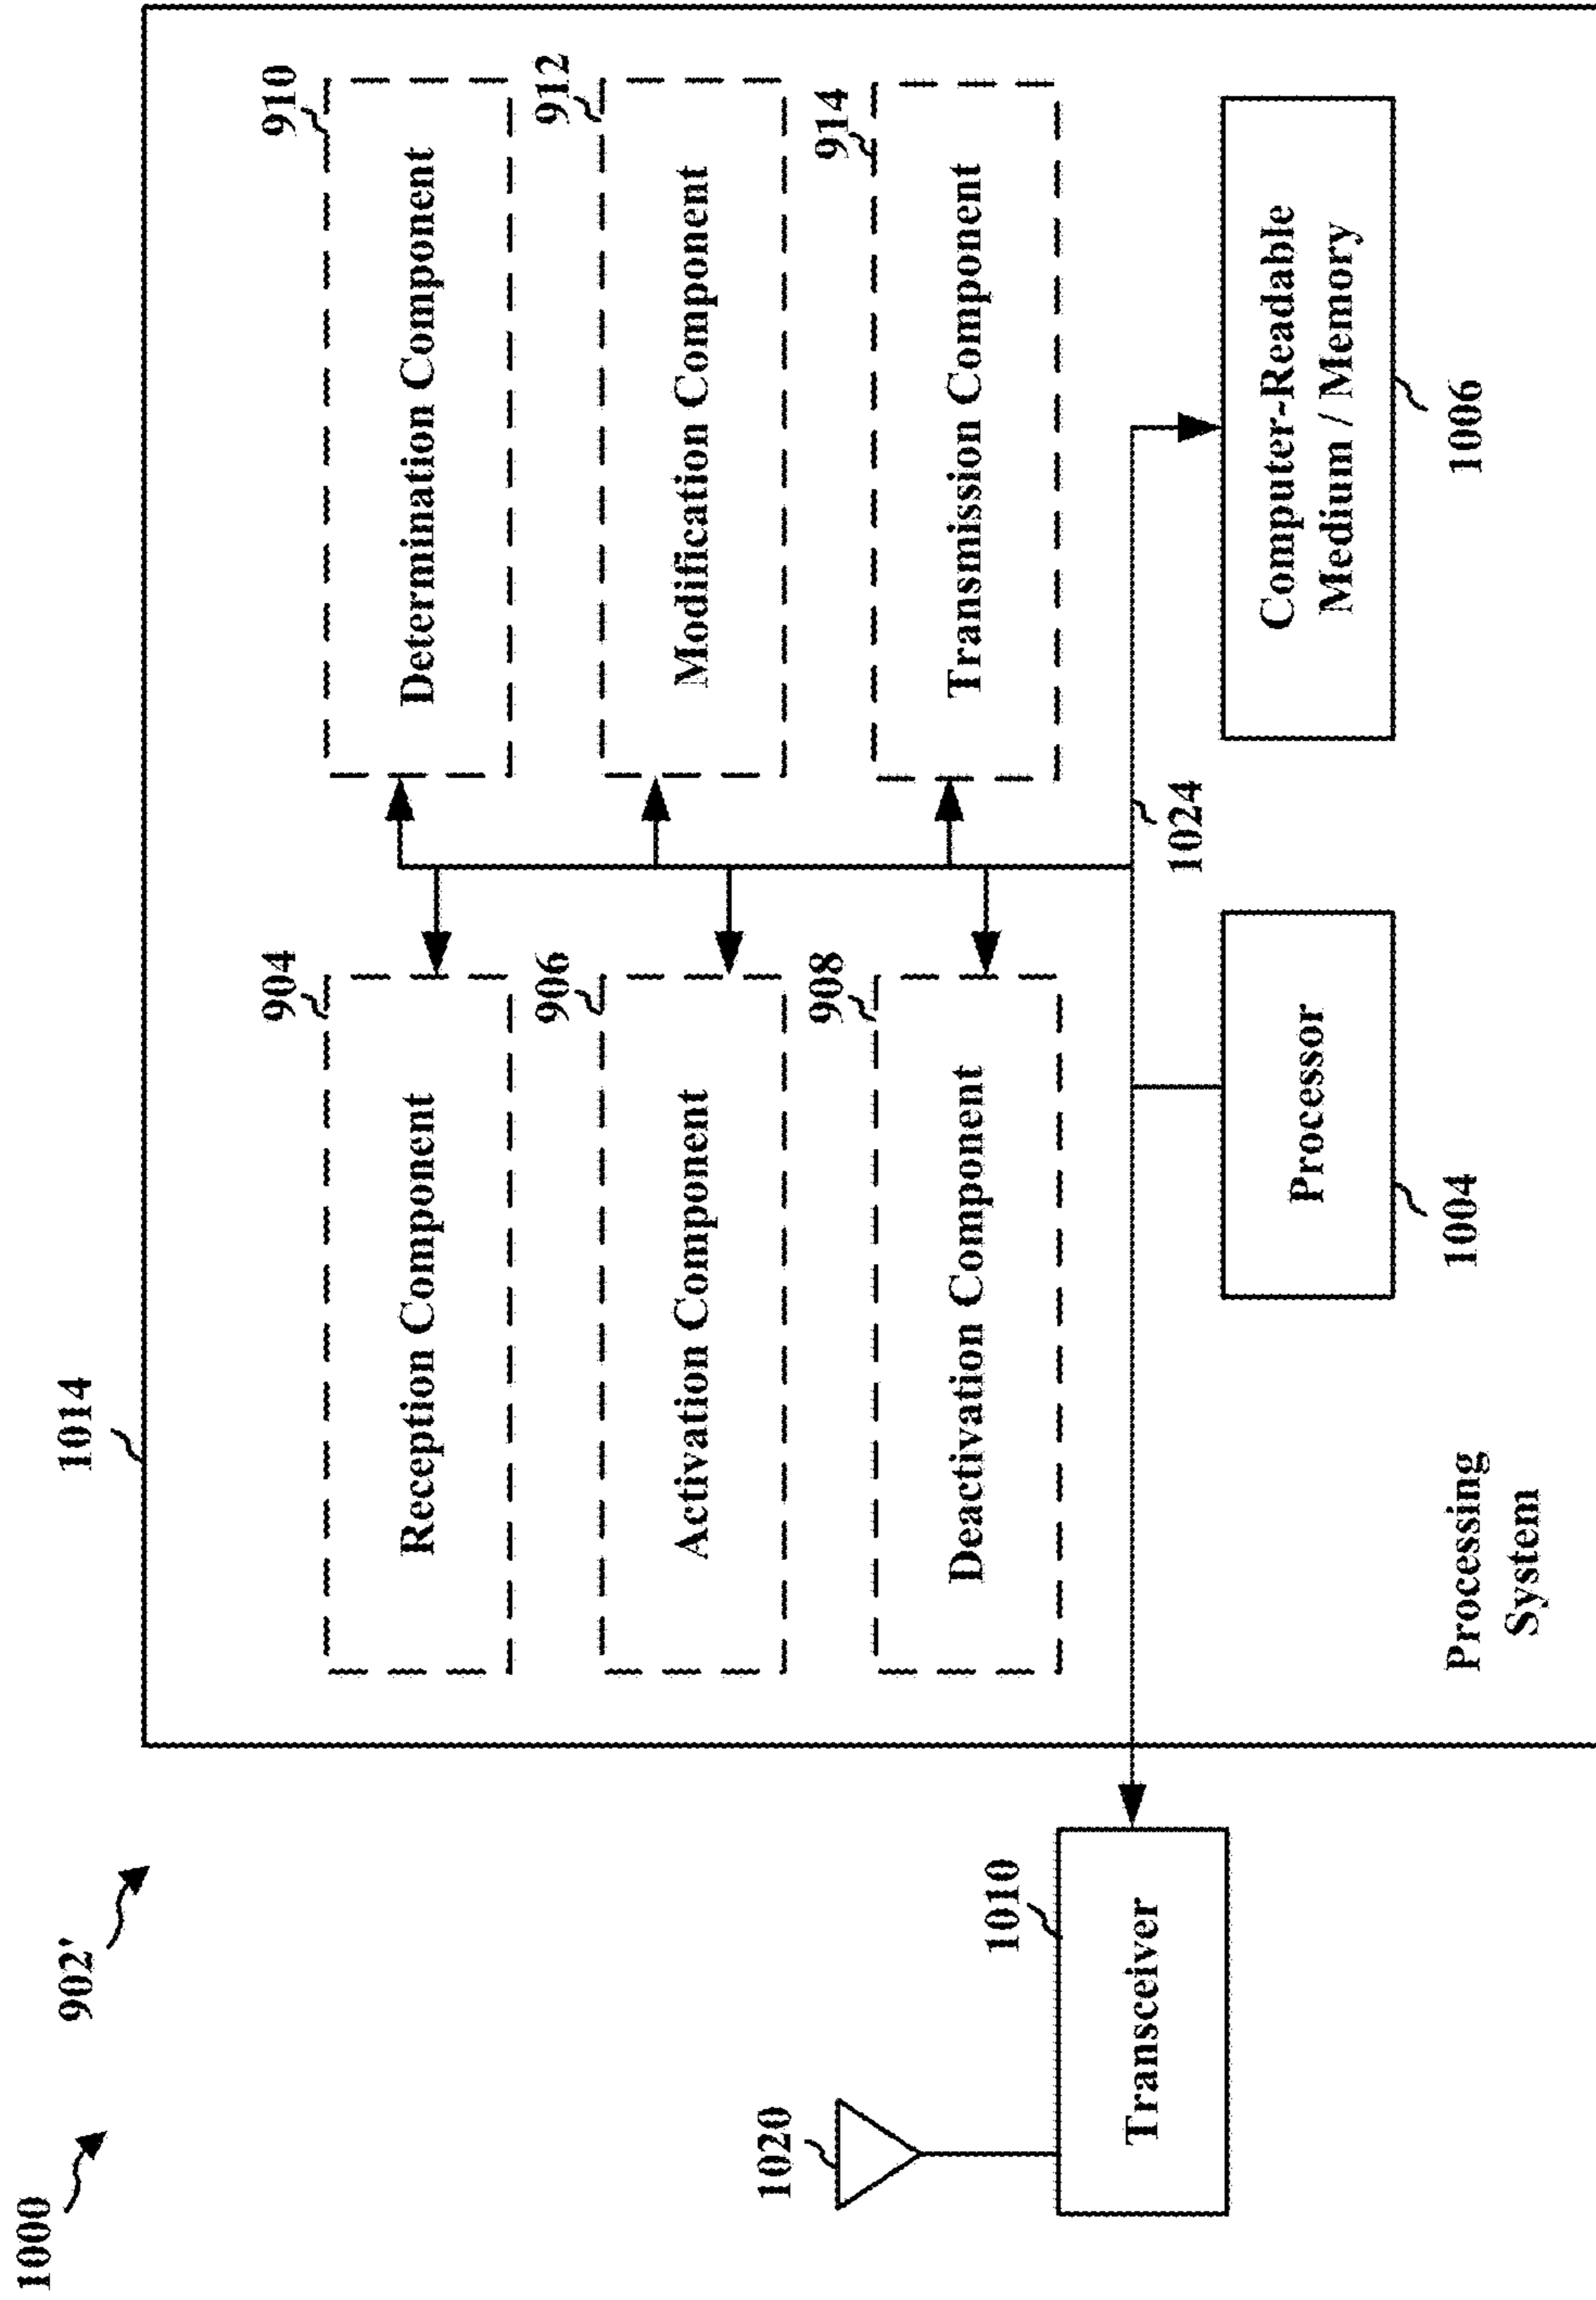 1000
902'
1014
904
Reception Component
910
Determination Component
906
Activation Component
912
Modification Component
908
Deactivation Component
914
Transmission Component
1020
1010
Transceiver
1024
Processor
1004
Computer-Readable
Medium / Memory
1006
Processing
System